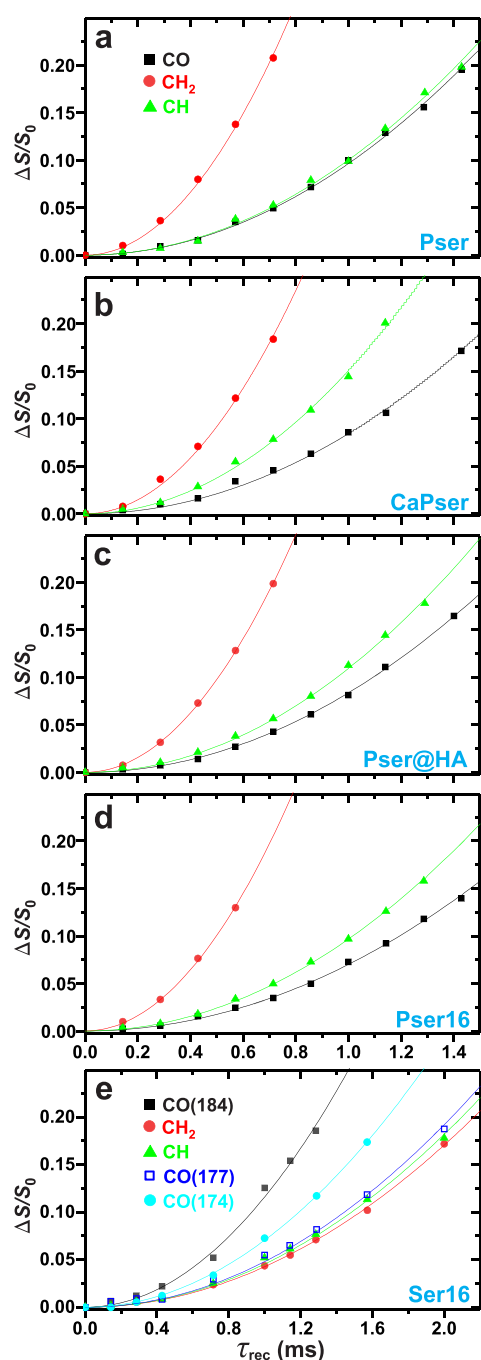 a
CO
CH₂
CH
0.20
0.15
0.10
0.05
0.00
ΔS/S₀
Pser
b
0.20
0.15
0.10
0.05
0.00
ΔS/S₀
CaPser
c
0.20
0.15
0.10
0.05
0.00
ΔS/S₀
Pser@HA
d
0.20
0.15
0.10
0.05
0.00
ΔS/S₀
Pser16
0.0 0.2 0.4 0.6 0.8 1.0 1.2 1.4
e
CO(184)
CH₂
CH
CO(177)
CO(174)
0.20
0.15
0.10
0.05
0.00
ΔS/S₀
Ser16
0.0 0.4 0.8 1.2 1.6 2.0
τrec (ms)